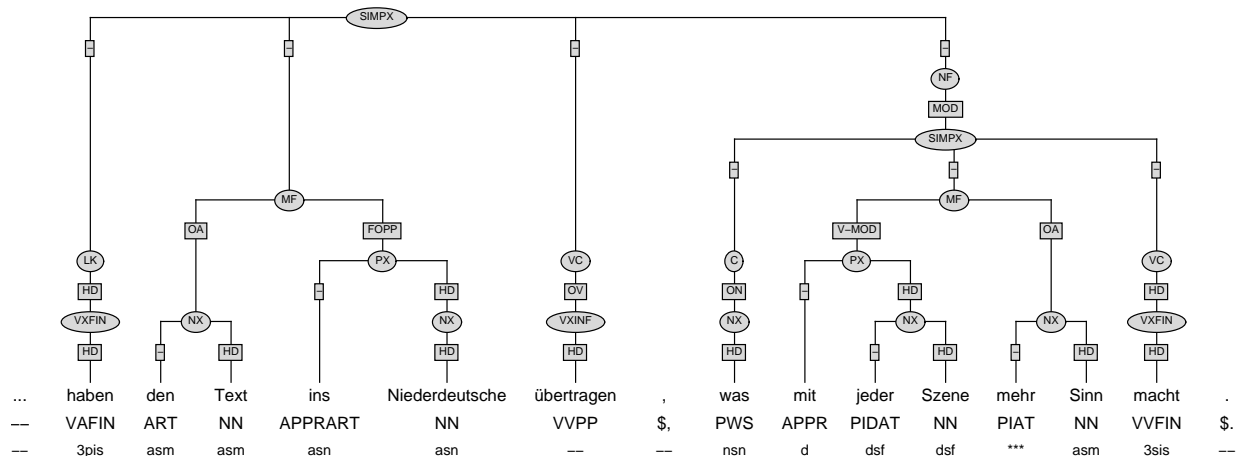 SIMPX
– – – –
NF
MOD
SIMPX
– – –
MF MF
OA FOPP V–MOD OA
LK PX VC C PX VC
HD – HD OV ON – HD HD
VXFIN NX NX VXINF NX NX NX VXFIN
HD – HD HD HD HD – HD – HD HD
... haben den Text ins Niederdeutsche übertragen , was mit jeder Szene mehr Sinn macht .
–– VAFIN ART NN APPRART NN VVPP $, PWS APPR PIDAT NN PIAT NN VVFIN $.
–– 3pis asm asm asn asn –– –– nsn d dsf dsf *** asm 3sis ––